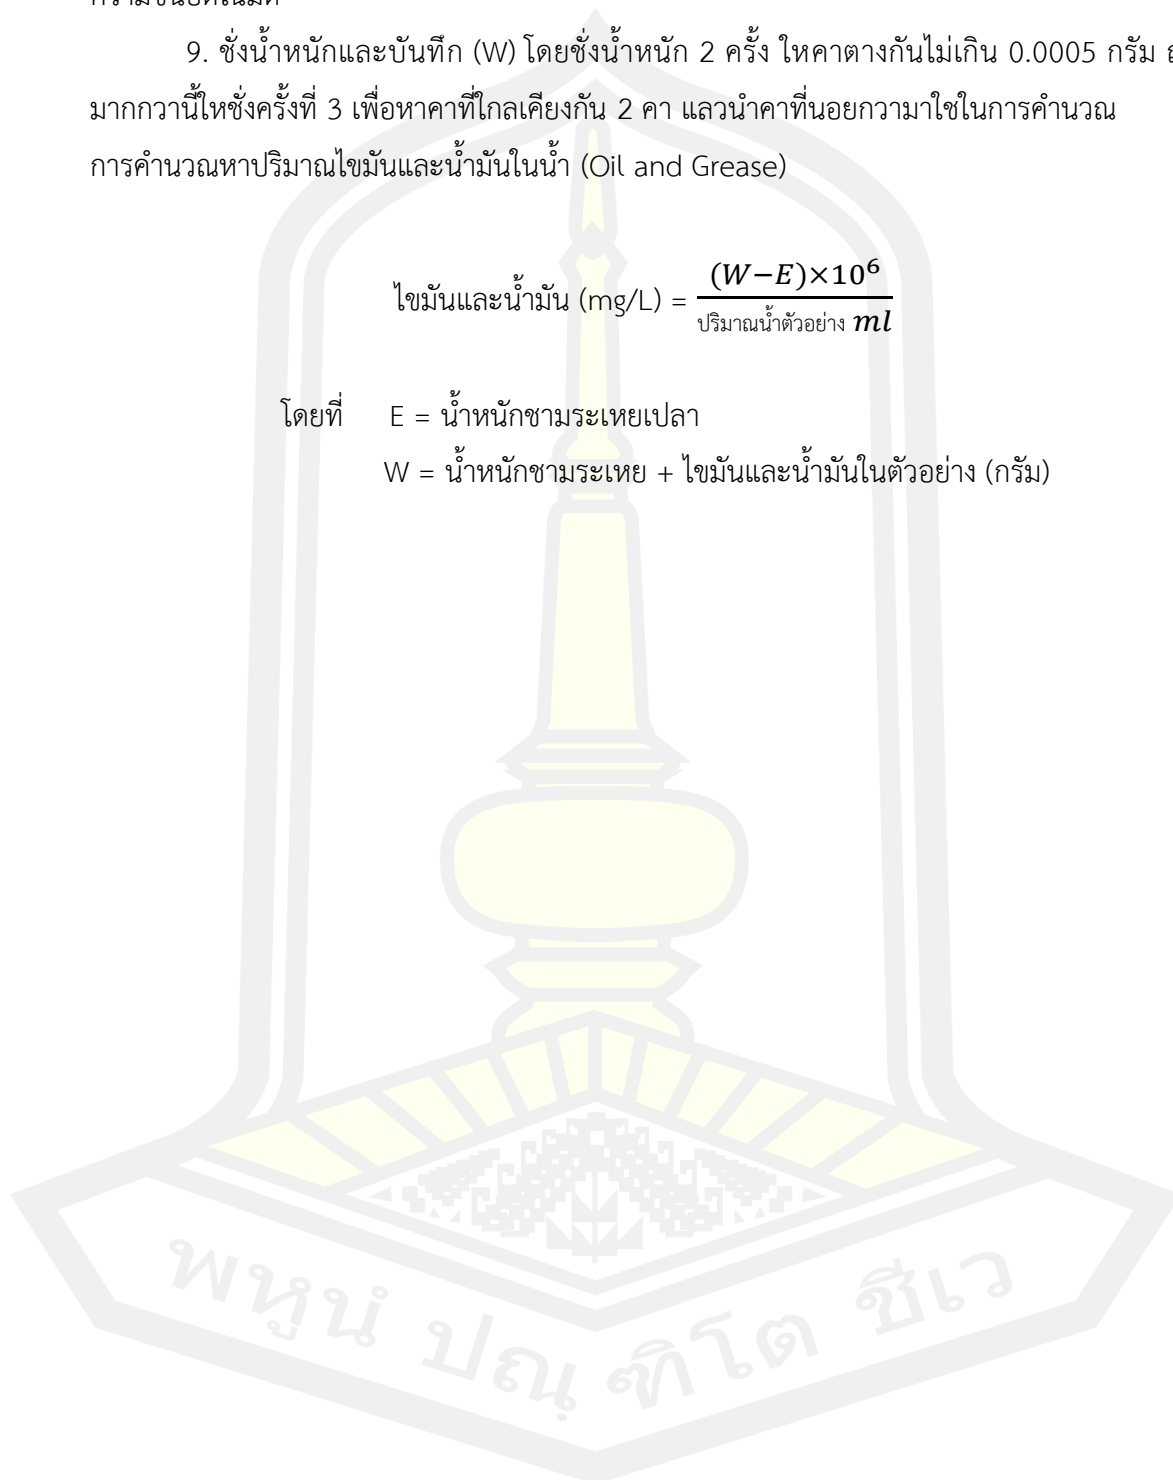 9. ชั่งน้ำหนักและบันทึก (W) โดยชั่งน้ำหนัก 2 ครั้ง ใหคาตางกันไม่เกิน 0.0005 กรัม
มากกวานี้ใหชั่งครั้งที่ 3 เพื่อหาคาที่ใกลเคียงกัน 2 คา แลวนำคาที่นอยกวามาใชในการคำนวณ
การคำนวณหาปริมาณไขมันและน้ำมันในน้ำ (Oil and Grease)
ไขมันและน้ำมัน (mg/L) = (W−E)×10⁶
ปริมาณน้ำตัวอย่าง ml
โดยที่ E = น้ำหนักชามระเหยเปลา
W = น้ำหนักชามระเหย + ไขมันและน้ำมันในตัวอย่าง (กรัม)
พหูนํ ปณฺฑิโต ชีเว